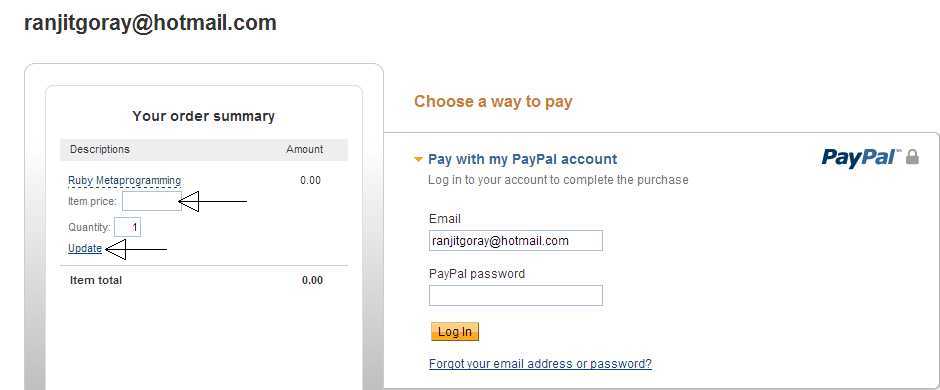 ranjitgoray@hotmail.com
Your order summary
Descriptions Amount
Ruby Metaprogramming 0.00
Item price:
Quantity: 1
Update
Item total 0.00
Choose a way to pay
Pay with my PayPal account
PayPal™
Log in to your account to complete the purchase
Email
ranjitgoray@hotmail.com
PayPal password
Log In
Forgot your email address or password?